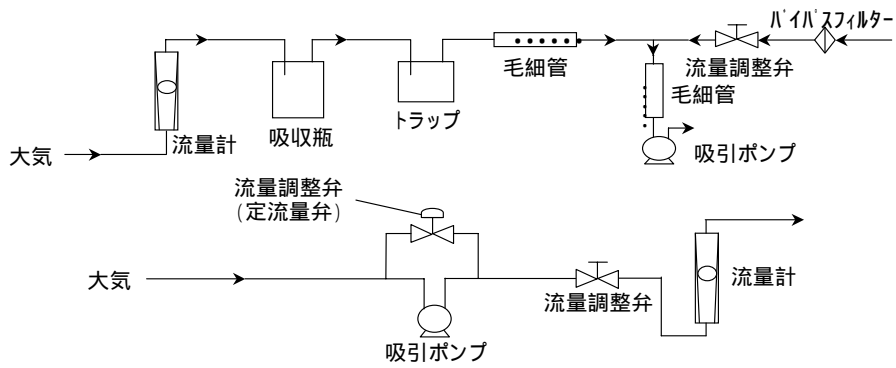 ﾊﾞｲﾊﾟｽﾌｨﾙﾀｰ
毛細管
流量調整弁
毛細管
吸収瓶
ﾄﾗｯﾌﾟ
大気
流量計
吸引ポンプ
流量調整弁
(定流量弁)
大気
流量計
流量調整弁
吸引ポンプ